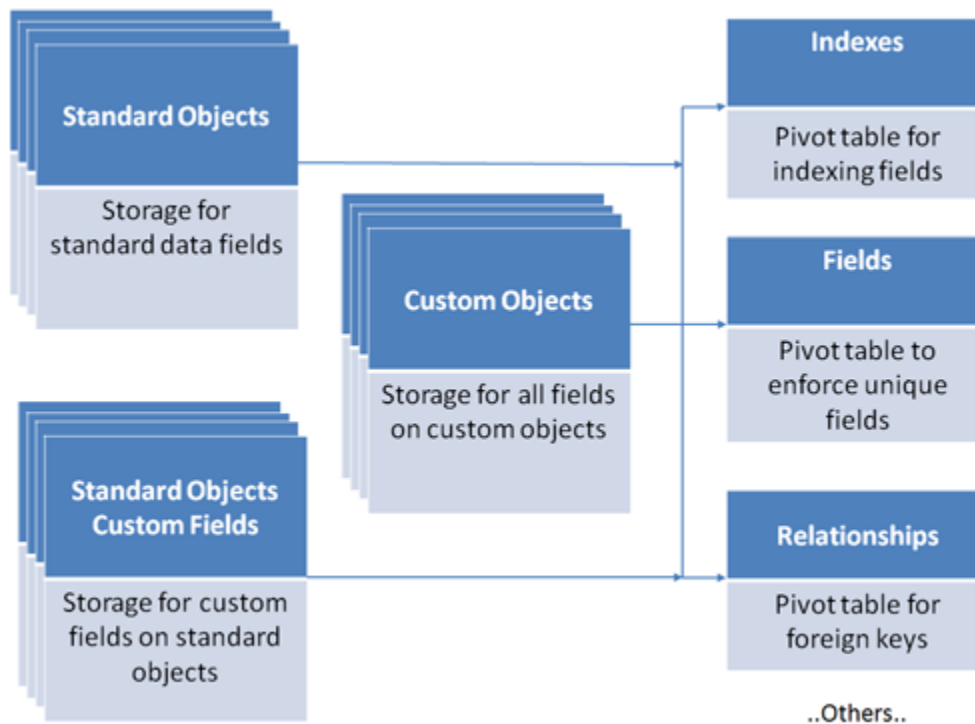 Standard Objects
Storage for
standard data fields
Custom Objects
Storage for all fields
on custom objects
Standard Objects
Custom Fields
Storage for custom
fields on standard
objects
Indexes
Pivot table for
indexing fields
Fields
Pivot table to
enforce unique
fields
Relationships
Pivot table for
foreign keys
..Others..